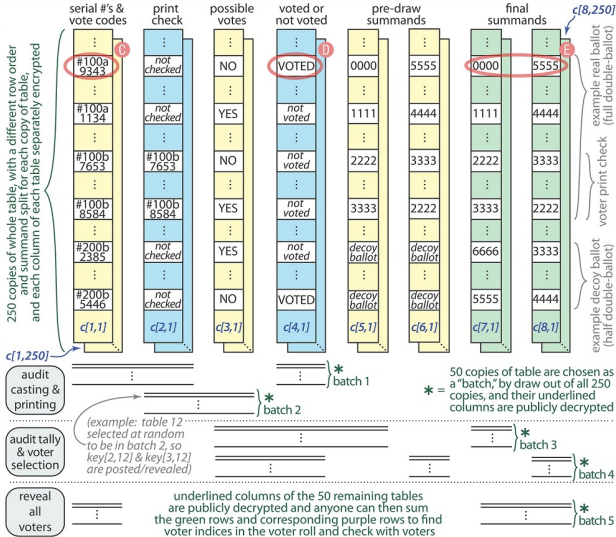 serial #'s & vote codes
print check
possible votes
voted or not voted
pre-draw summands
final summands
c[8,250]
250 copies of whole table, with a different row order
and summand split for each copy of table,
and each column of each table separately encrypted
C
D
E
#100a 9343
not checked
NO
VOTED
0000
5555
0000
5555
#100a 1134
not checked
YES
not voted
1111
4444
1111
4444
#100b 7653
#100b 7653
NO
not voted
2222
3333
2222
3333
#100b 8584
#100b 8584
YES
not voted
3333
2222
3333
2222
#200b 2385
not checked
YES
not voted
decoy ballot
decoy ballot
6666
3333
#200b 5446
not checked
NO
VOTED
decoy ballot
decoy ballot
5555
4444
c[1,1]
c[2,1]
c[3,1]
c[4,1]
c[5,1]
c[6,1]
c[7,1]
c[8,1]
example real ballot
(full double-ballot)
voter print check
example decoy ballot
(half double-ballot)
c[1,250]
audit
casting &
printing
* batch 1
* batch 2
* =
50 copies of table are chosen as
a "batch," by draw out of all 250
copies, and their underlined
columns are publicly decrypted
(example: table 12
selected at random
to be in batch 2, so
key[2,12] & key[3,12]
are posted/revealed)
audit tally
& voter
selection
* batch 3
* batch 4
reveal
all
voters
underlined columns of the 50 remaining tables
are publicly decrypted and anyone can then sum
the green rows and corresponding purple rows to find
voter indices in the voter roll and check with voters
* batch 5